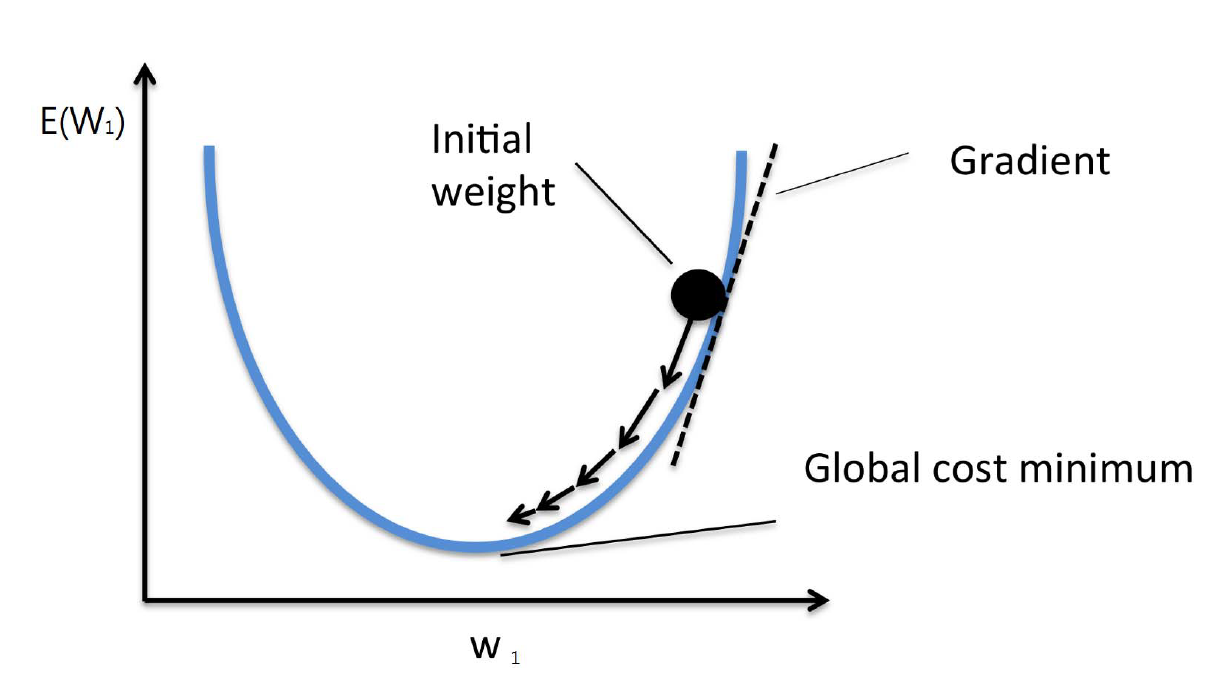 E(W₁)
Initial
weight
Gradient
Global cost minimum
w ₁